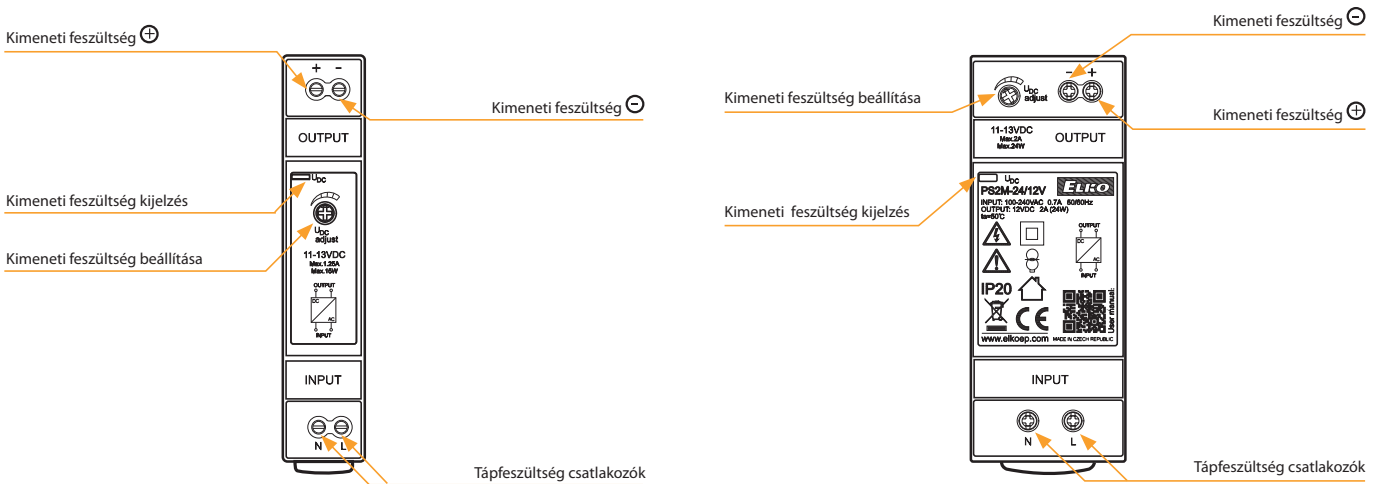 Kimeneti feszültség ⊕
+ -
Kimeneti feszültség ⊖
OUTPUT
UDC
Kimeneti feszültség kijelzés
UDC
adjust
Kimeneti feszültség beállítása
11-13VDC
Max.1.25A
Max.15W
OUTPUT
DC
AC
INPUT
INPUT
N L
Tápfeszültség csatlakozók
Kimeneti feszültség ⊖
- +
Kimeneti feszültség beállítása
UDC
adjust
Kimeneti feszültség ⊕
11-13VDC
Max.2A
Max.24W
OUTPUT
UDC
PS2M-24/12V
ELKO
INPUT: 100-240VAC 0.7A 50/60Hz
OUTPUT: 12VDC 2A (24W)
ta=50°C
Kimeneti feszültség kijelzés
OUTPUT
DC
AC
INPUT
IP20
CE
User manual:
www.elkoep.com MADE IN CZECH REPUBLIC
INPUT
N L
Tápfeszültség csatlakozók